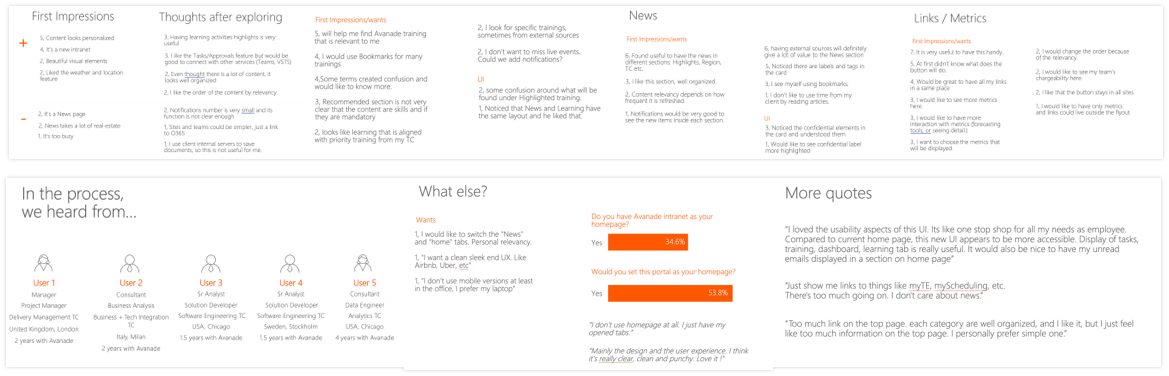 First Impressions
+
5, Content looks personalized
4, It's a new intranet
2, Beautiful visual elements
2, Liked the weather and location
feature
-
2, It's a News page
2, News takes a lot of real-estate
1, It's too busy
Thoughts after exploring
3, Having learning activities highlights is very
useful.
3, I like the Tasks/Approvals feature but would be
good to connect with other services (Teams, VSTS)
2, Even thought there is a lot of content, it
looks well organized
2, I like the order of the content by relevancy.
2, Notifications number is very small and its
function is not clear enough
1, Sites and teams could be simpler, just a link
to O365
1, I use client internal servers to save
documents, so this is not useful for me.
First Impressions/wants
5, will help me find Avanade training
that is relevant to me
4, I would use Bookmarks for many
trainings
4,Some terms created confusion and
would like to know more.
3, Recommended section is not very
clear that the content are skills and if
they are mandatory
2, looks like learning that is aligned
with priority training from my TC
2, I look for specific trainings,
sometimes from external sources
2, I don't want to miss live events.
Could we add notifications?
UI
2, some confusion around what will be
found under Highlighted training.
1, Noticed that News and Learning have
the same layout and he liked that.
News
First Impressions/wants
6, Found useful to have the news in
different sections: Highlights, Region,
TC etc.
3, I like this section, well organized.
2, Content relevancy depends on how
frequent it is refreshed.
1, Notifications would be very good to
see the new items inside each section.
6, having external sources will definitely
give a lot of value to the News section
5, Noticed there are labels and tags in
the card
3, I see myself using bookmarks
1, I don't like to use time from my
client by reading articles.
UI
3, Noticed the confidential elements in
the card and understood them
1, Would like to see confidential label
more highlighted
Links / Metrics
First Impressions/wants
7, It is very useful to have this handy.
5, At first didn't know what does the
button will do.
4, Would be great to have all my links
in a same place
3, I would like to see more metrics
here.
3, I would like to have more
interaction with metrics (forecasting
tools, or seeing detail)
3, I want to choose the metrics that
will be displayed
2, I would change the order because
of the relevancy.
2, I would like to see my team's
chargeability here.
2, I like that the button stays in all sites
1, I would like to have only metrics
and links could live outside the flyout
In the process,
we heard from...
User 1
Manager
Project Manager
Delivery Management TC
United Kingdom, London
2 years with Avanade
User 2
Consultant
Business Analysis
Business + Tech Integration
TC
Italy, Milan
2 years with Avanade
User 3
Sr Analyst
Solution Developer
Software Engineering TC
USA, Chicago
1.5 years with Avanade
User 4
Sr Analyst
Solution Developer
Software Engineering TC
Sweden, Stockholm
1.5 years with Avanade
User 5
Consultant
Data Engineer
Analytics TC
USA, Chicago
4 years with Avanade
What else?
Wants
1, I would like to switch the "News"
and "home" tabs. Personal relevancy.
1, "I want a clean sleek end UX. Like
Airbnb, Uber, etc"
1, "I don't use mobile versions at least
in the office, I prefer my laptop"
Do you have Avanade intranet as your
homepage?
Yes 34.6%
Would you set this portal as your homepage?
Yes 53.8%
"I don't use homepage at all. I just have my
opened tabs."
"Mainly the design and the user experience. I think
it's really clear, clean and punchy. Love it !"
More quotes
"I loved the usability aspects of this UI. Its like one stop shop for all my needs as employee.
Compared to current home page, this new UI appears to be more accessible. Display of tasks,
training, dashboard, learning tab is really useful. It would also be nice to have my unread
emails displayed in a section on home page"
"Just show me links to things like myTE, myScheduling, etc.
There's too much going on. I don't care about news."
"Too much link on the top page. each category are well organized, and I like it, but I just feel
like too much information on the top page. I personally prefer simple one."